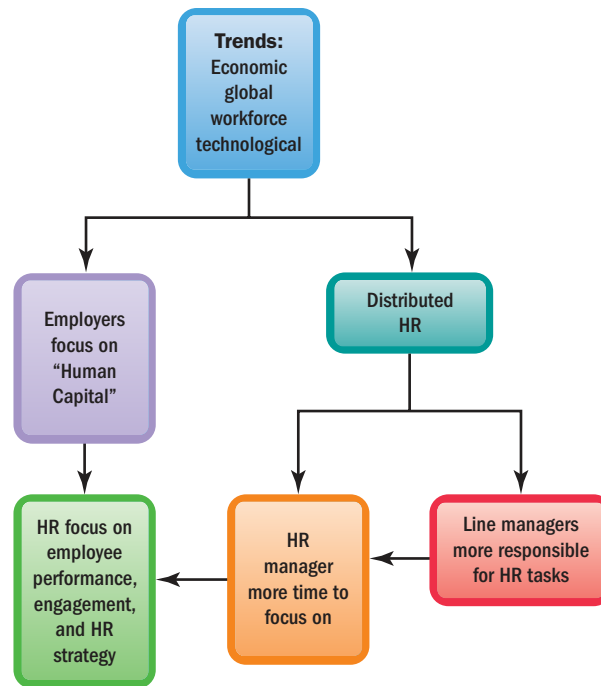 Trends:
Economic
global
workforce
technological
Employers
focus on
“Human
Capital”
Distributed
HR
HR focus on
employee
performance,
engagement,
and HR
strategy
HR
manager
more time to
focus on
Line managers
more responsible
for HR tasks